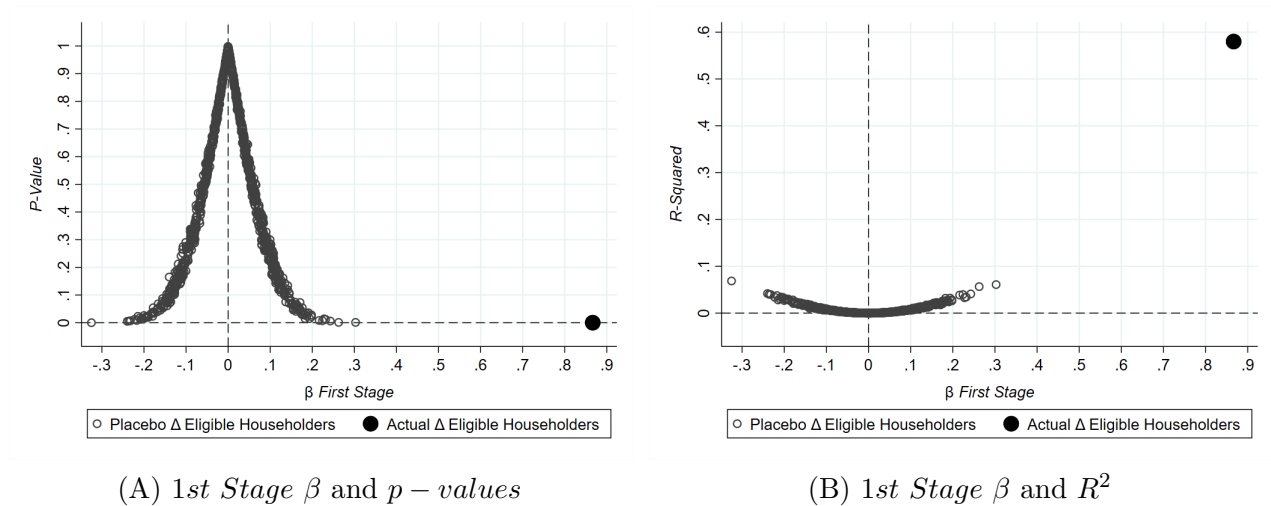 P-Value
1
.9
.8
.7
.6
.5
.4
.3
.2
.1
0
-.3 -.2 -.1 0 .1 .2 .3 .4 .5 .6 .7 .8 .9
β First Stage
Placebo Δ Eligible Householders Actual Δ Eligible Householders
(A) 1st Stage β and p − values
R-Squared
.6
.5
.4
.3
.2
.1
0
-.3 -.2 -.1 0 .1 .2 .3 .4 .5 .6 .7 .8 .9
β First Stage
Placebo Δ Eligible Householders Actual Δ Eligible Householders
(B) 1st Stage β and R²